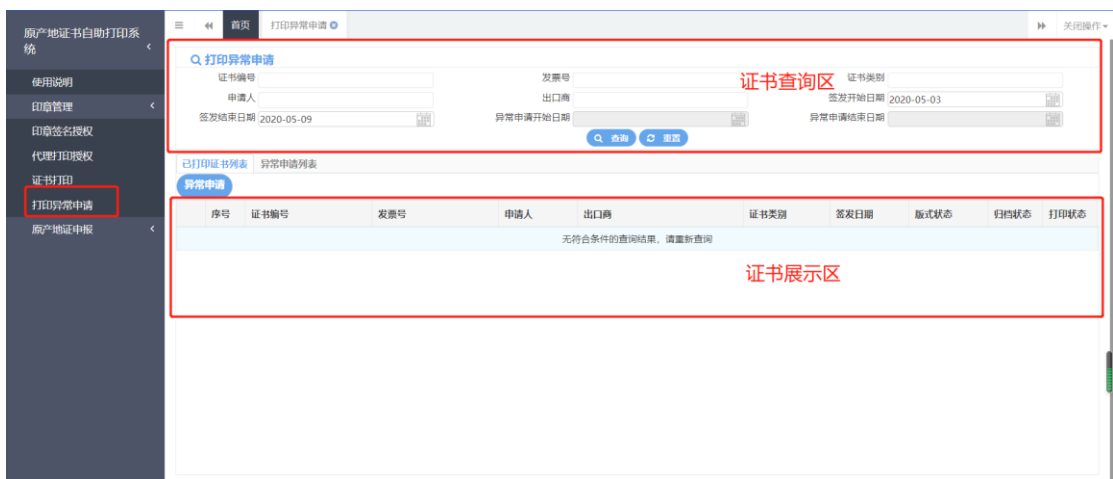 原产地证书自助打印系
统
使用说明
印章管理
印章签名授权
代理打印授权
证书打印
打印异常申请
原产地证申报
首页 打印异常申请 关闭操作
打印异常申请
证书编号 发票号 证书类别
证书查询区
申请人 出口商 签发开始日期 2020-05-03
签发结束日期 2020-05-09 异常申请开始日期 异常申请结束日期
查询 重置
已打印证书列表 异常申请列表
异常申请
序号 证书编号 发票号 申请人 出口商 证书类别 签发日期 版式状态 归档状态 打印状态
无符合条件的查询结果，请重新查询
证书展示区